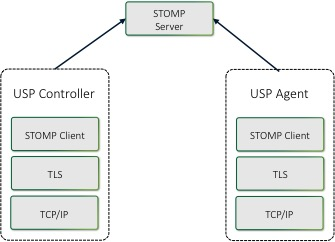 STOMP
Server
USP Controller
STOMP Client
TLS
TCP/IP
USP Agent
STOMP Client
TLS
TCP/IP